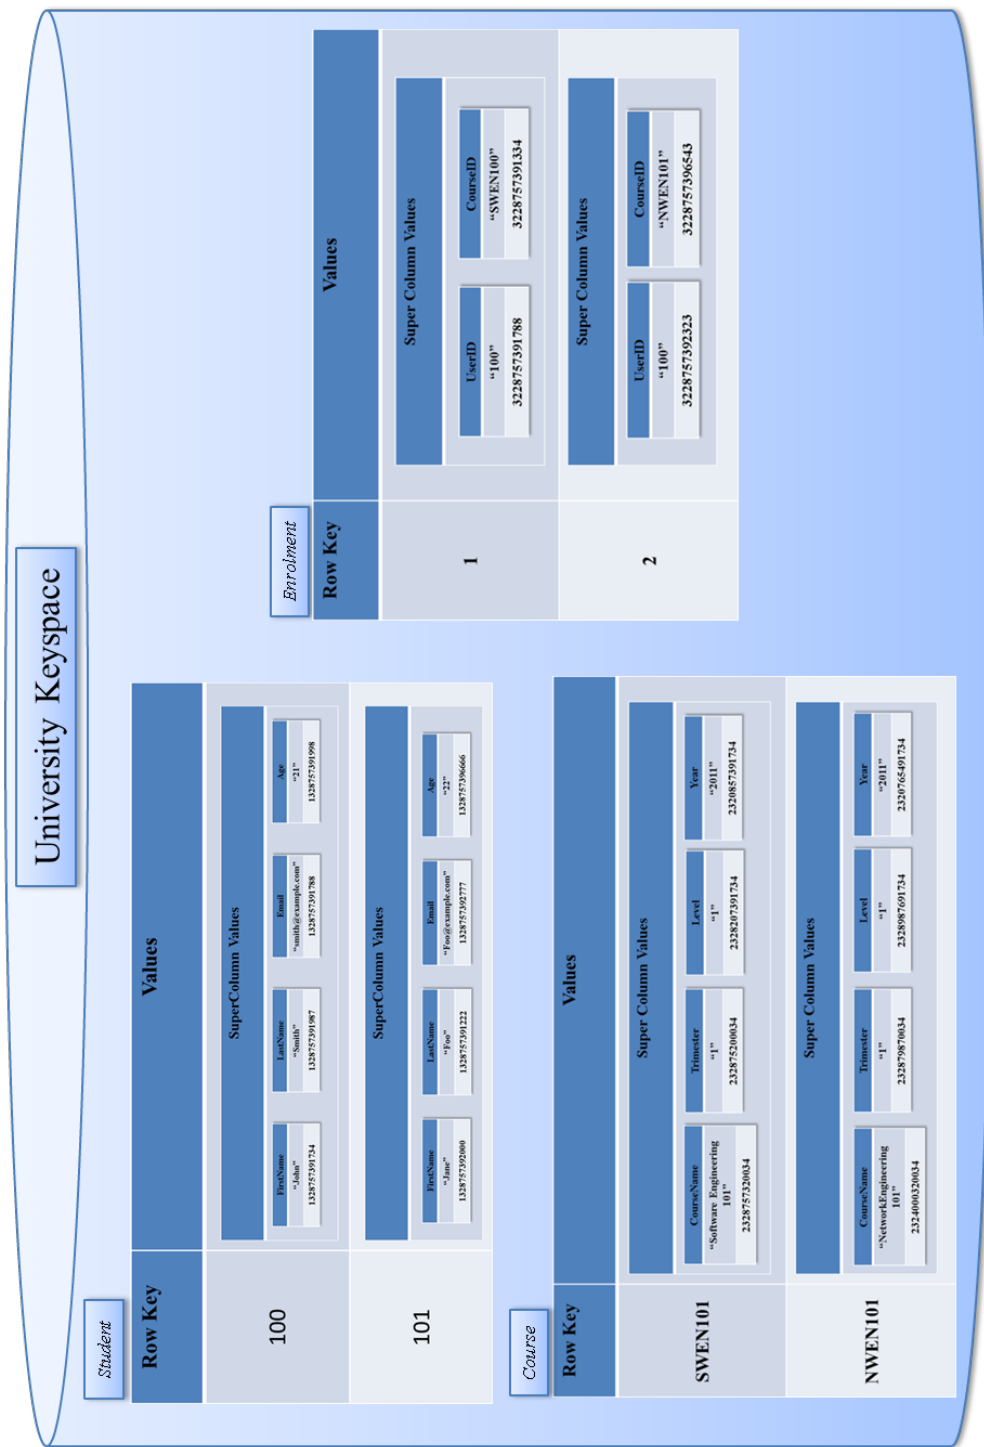 University Keyspace
Student
Row Key
Values
100
SuperColumn Values
FirstName
“John”
1328757391734
LastName
“Smith”
1328757391987
Email
“smith@example.com”
1328757391788
Age
“21”
1328757391998
101
SuperColumn Values
FirstName
“Jane”
1328757392000
LastName
“Foo”
1328757391222
Email
“Foo@example.com”
1328757392777
Age
“22”
1328757396666
Enrolment
Row Key
Values
1
Super Column Values
UserID
“100”
3228757391788
CourseID
“SWEN100”
3228757391334
2
Super Column Values
UserID
“100”
3228757392323
CourseID
“NWEN101”
3228757396543
Course
Row Key
Values
SWEN101
Super Column Values
CourseName
“Software Engineering
101”
2328757320034
Trimester
“1”
2328752003​4
Level
“1”
2328207391734
Year
“2011”
2320857391734
NWEN101
Super Column Values
CourseName
“NetworkEngineering
101”
2324000320034
Trimester
“1”
232879870034
Level
“1”
2328987691734
Year
“2011”
2320765491734